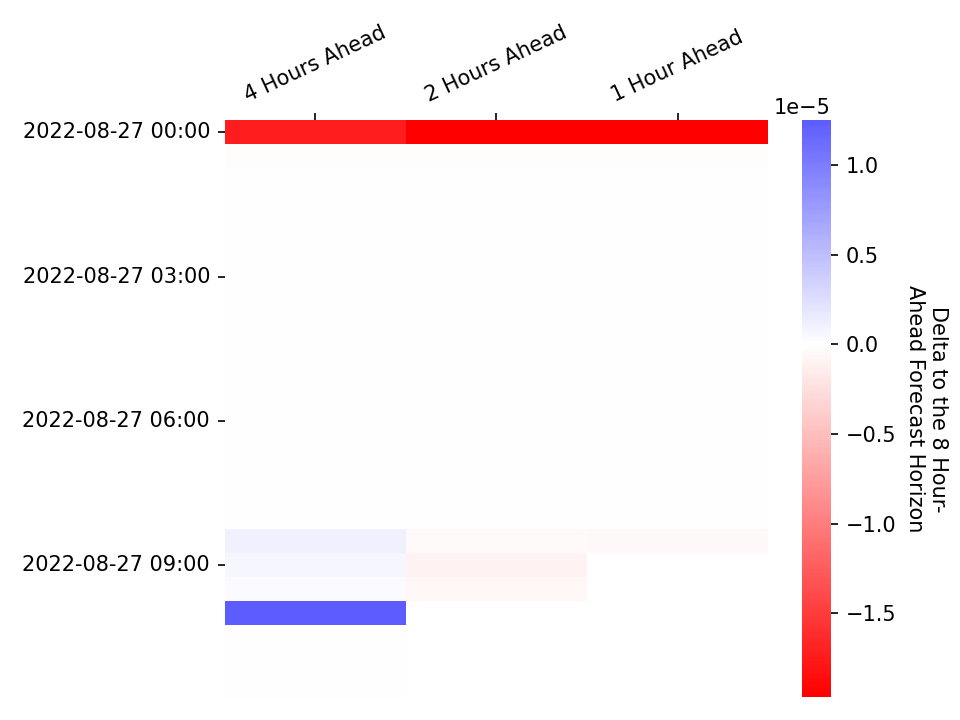 4 Hours Ahead
2 Hours Ahead
1 Hour Ahead
1e−5
2022-08-27 00:00
2022-08-27 03:00
2022-08-27 06:00
2022-08-27 09:00
1.0
0.5
0.0
−0.5
−1.0
−1.5
Delta to the 8 Hour-
Ahead Forecast Horizon